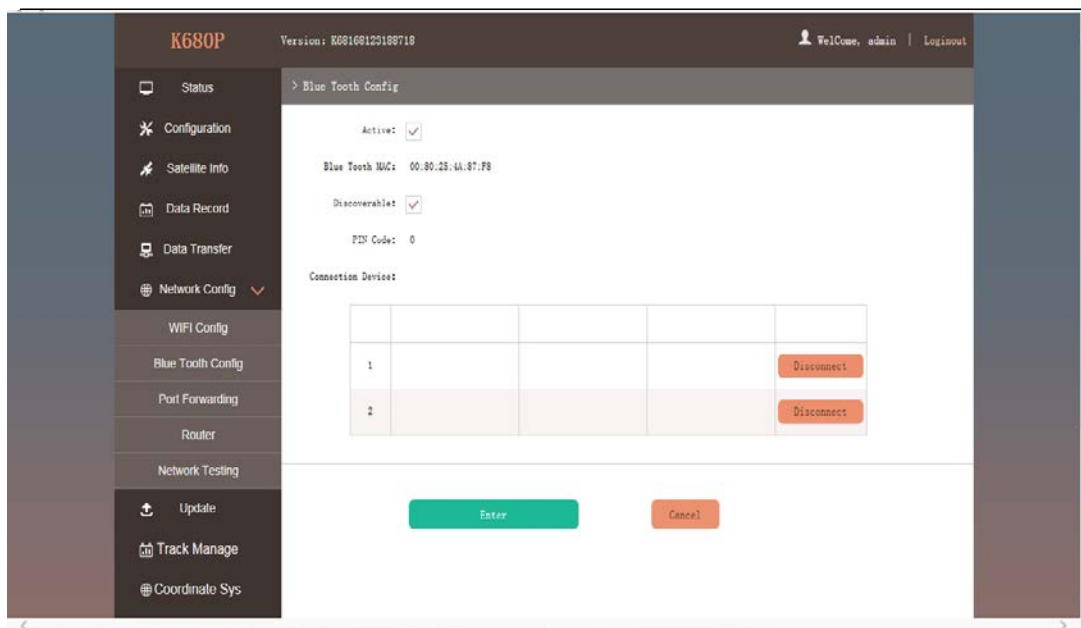 K680P
Version: K68168123188718
WelCome, admin | Loginout
Status
Configuration
Satellite Info
Data Record
Data Transfer
Network Config
WIFI Config
Blue Tooth Config
Port Forwarding
Router
Network Testing
Update
Track Manage
Coordinate Sys
> Blue Tooth Config
Active:
Blue Tooth MAC: 00:80:25:4A:87:F8
Discoverable:
PIN Code: 0
Connection Device:
1 Disconnect
2 Disconnect
Enter Cancel